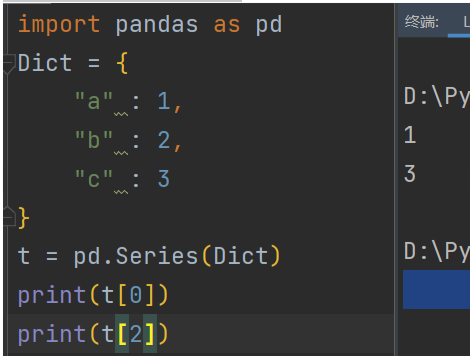 import pandas as pd
Dict = {
"a" : 1,
"b" : 2,
"c" : 3
}
t = pd.Series(Dict)
print(t[0])
print(t[2])
终端:
D:\Py
1
3
D:\Py